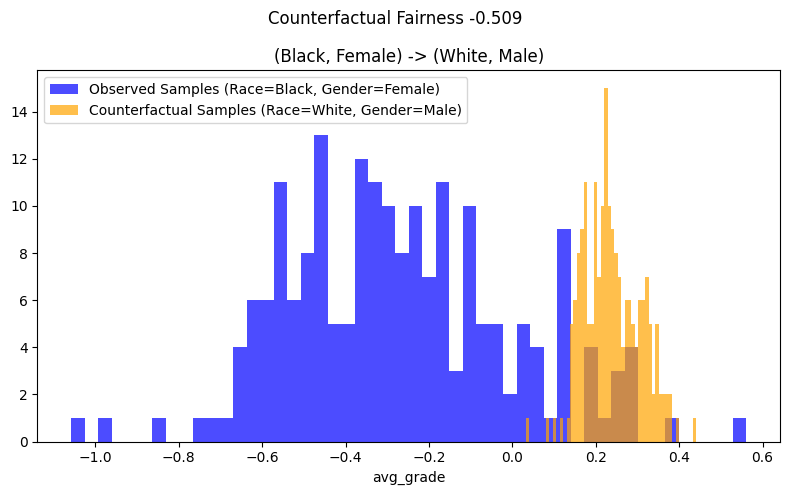 Counterfactual Fairness -0.509
(Black, Female) -> (White, Male)
Observed Samples (Race=Black, Gender=Female)
Counterfactual Samples (Race=White, Gender=Male)
14
12
10
8
6
4
2
0
−1.0 −0.8 −0.6 −0.4 −0.2 0.0 0.2 0.4 0.6
avg_grade